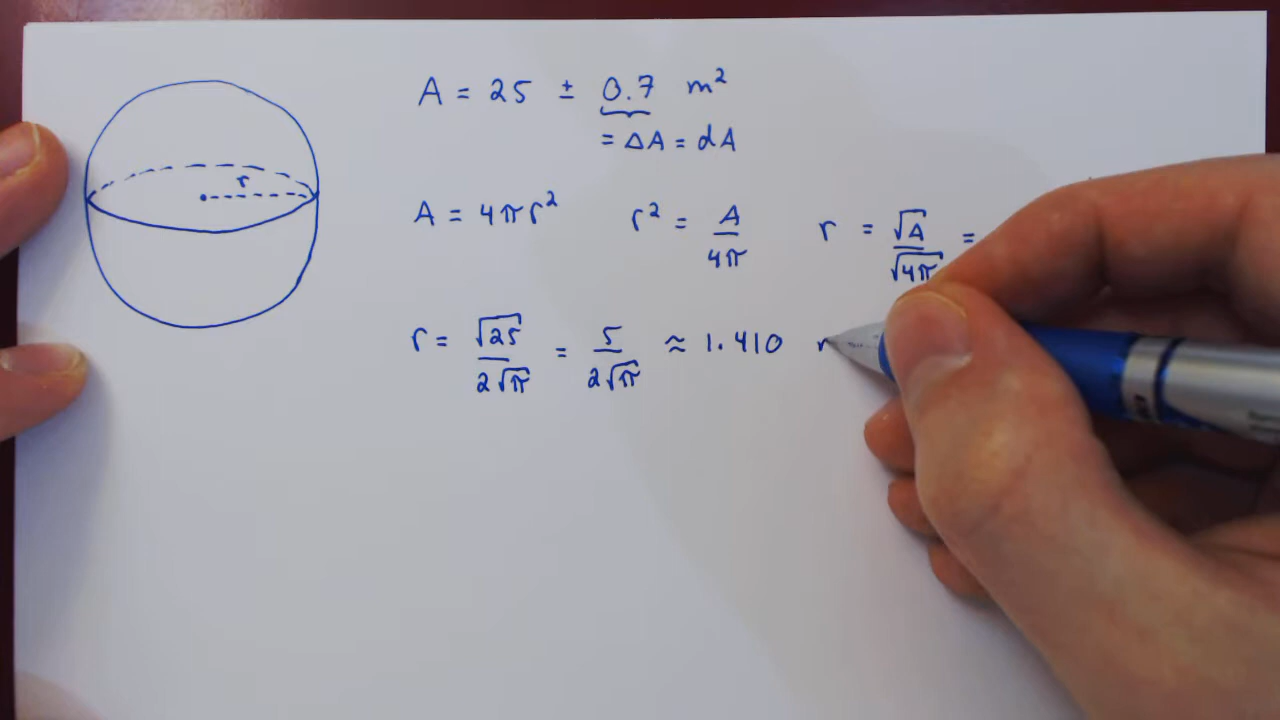 A = 25 ± 0.7 m²
= ΔA = dA
r
A = 4πr² r² = A/4π r = √A/√4π =
r = √25/2√π = 5/2√π ≈ 1.410